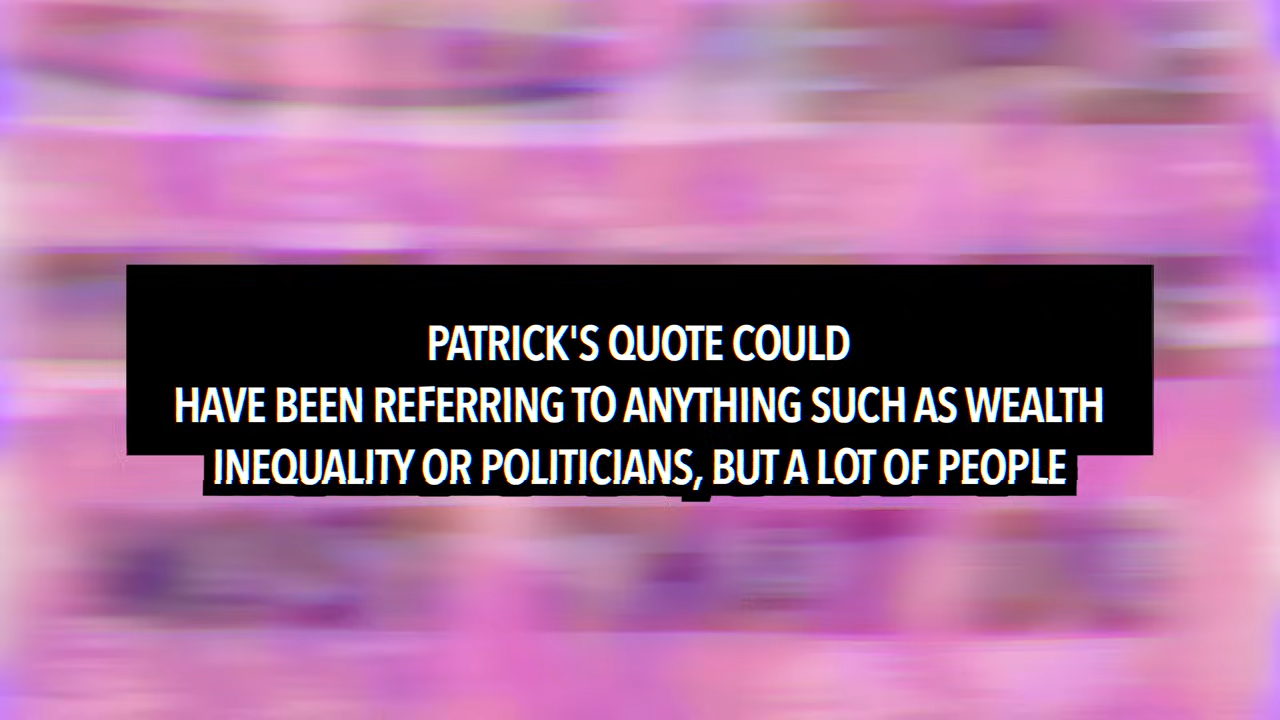 PATRICK'S QUOTE COULD
HAVE BEEN REFERRING TO ANYTHING SUCH AS WEALTH
INEQUALITY OR POLITICIANS, BUT A LOT OF PEOPLE